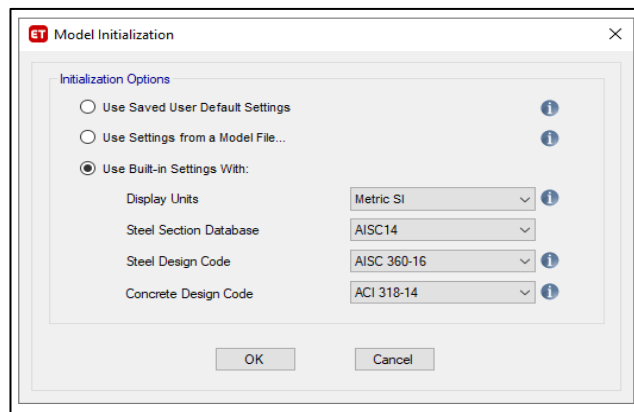 ET Model Initialization
Initialization Options
Use Saved User Default Settings
Use Settings from a Model File...
Use Built-in Settings With:
Display Units Metric SI
Steel Section Database AISC14
Steel Design Code AISC 360-16
Concrete Design Code ACI 318-14
OK Cancel